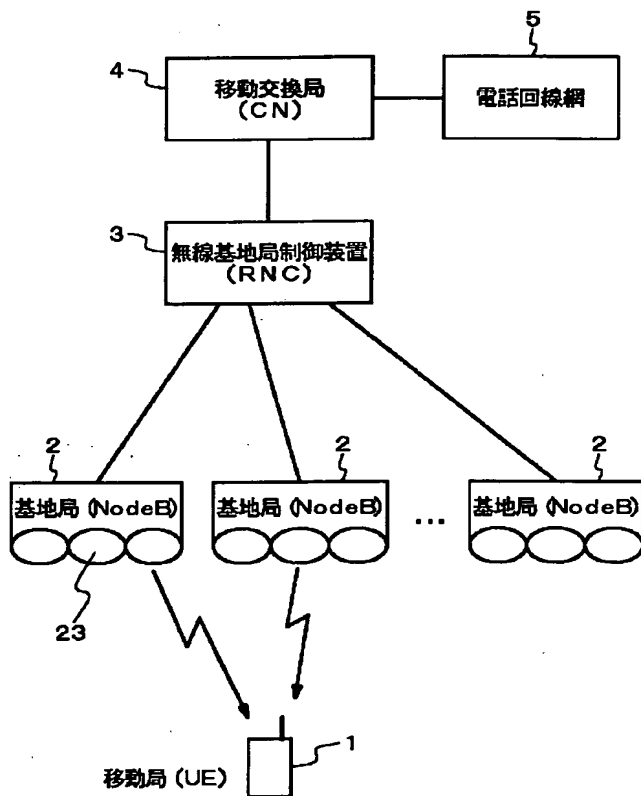 5
4
移動交換局
(CN)
電話回線網
3
無線基地局制御装置
(RNC)
2
2
2
基地局(NodeB)
基地局(NodeB)
...
基地局(NodeB)
23
1
移動局(UE)